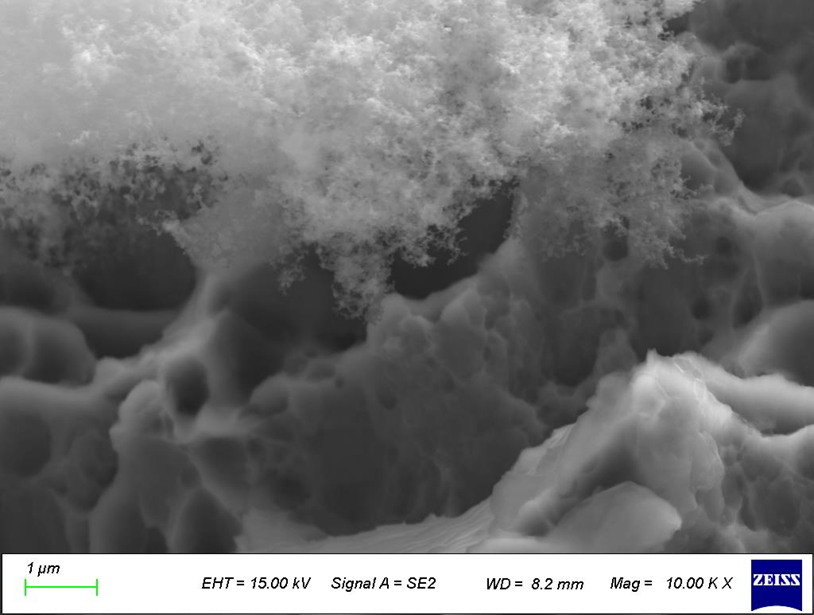 1 µm
EHT = 15.00 kV Signal A = SE2 WD = 8.2 mm Mag = 10.00 K X
ZEISS